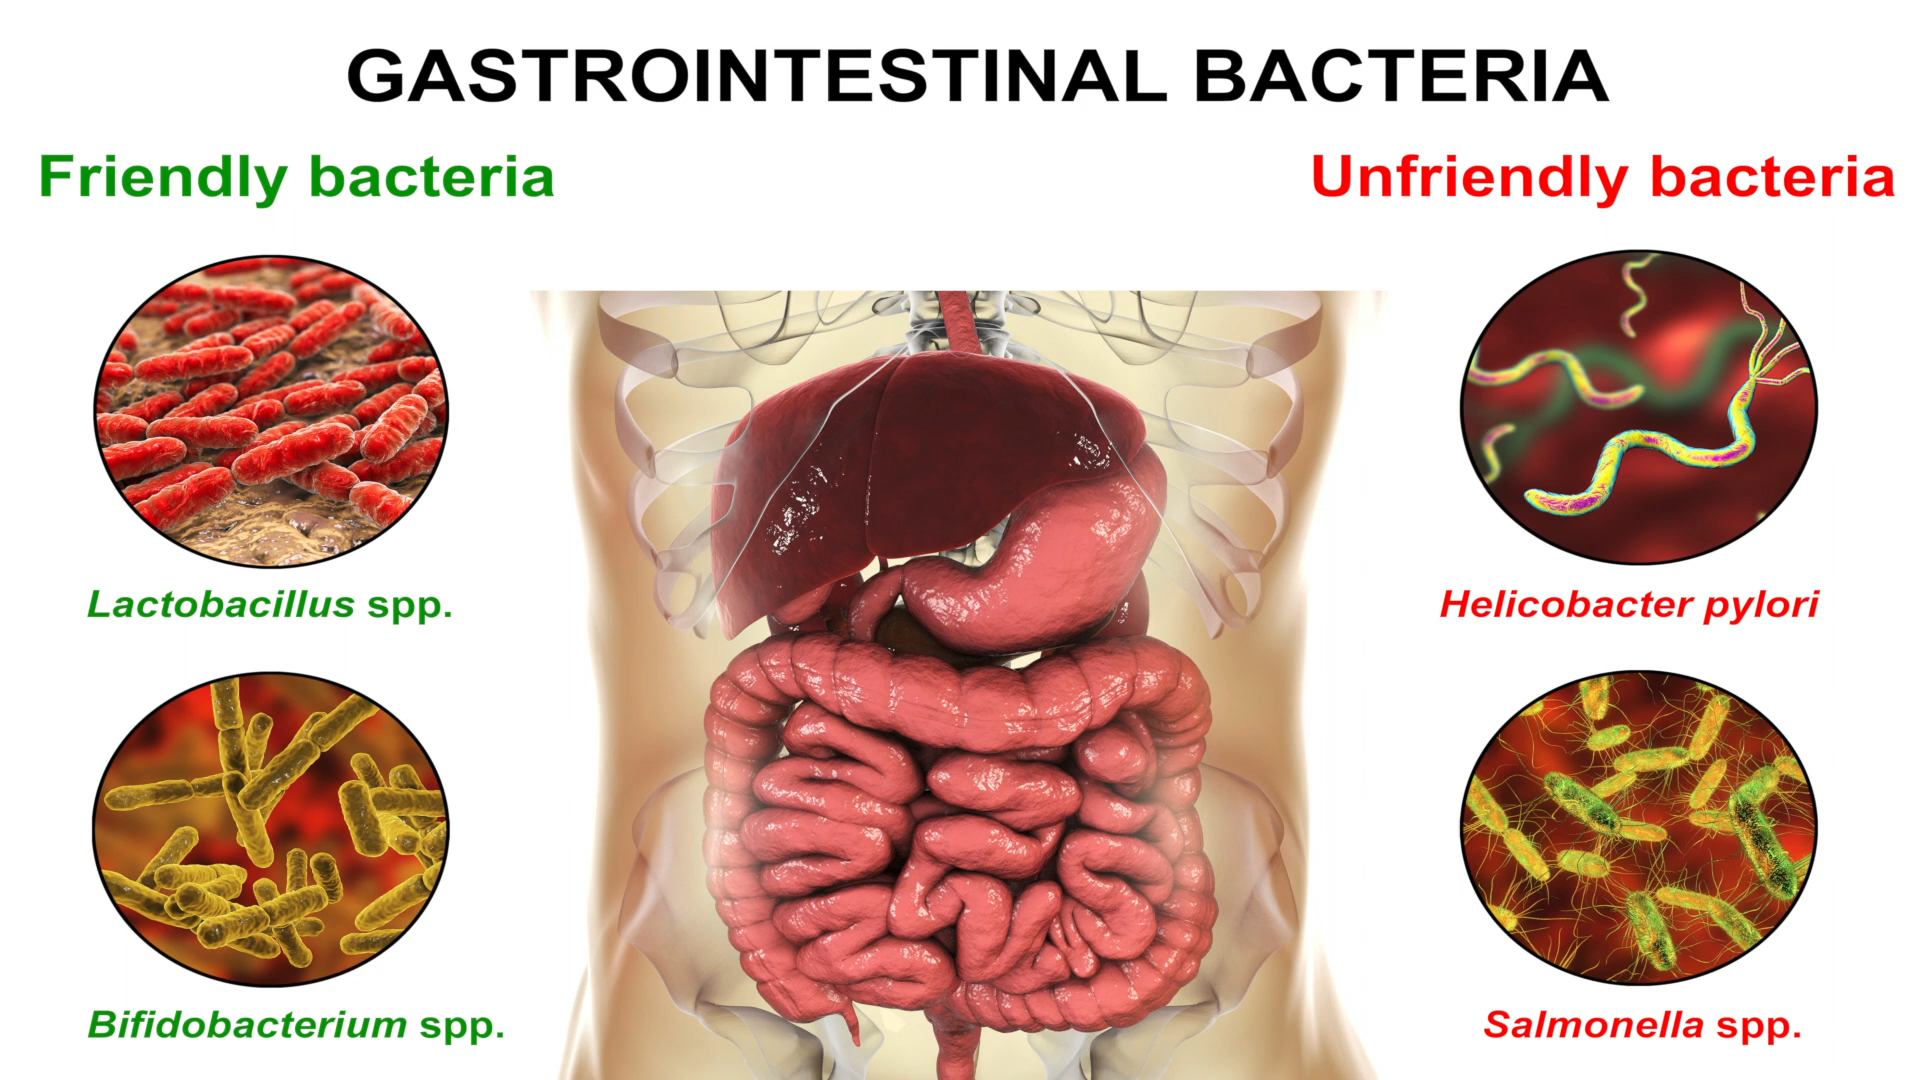 GASTROINTESTINAL BACTERIA
Friendly bacteria
Unfriendly bacteria
Lactobacillus spp.
Helicobacter pylori
Bifidobacterium spp.
Salmonella spp.